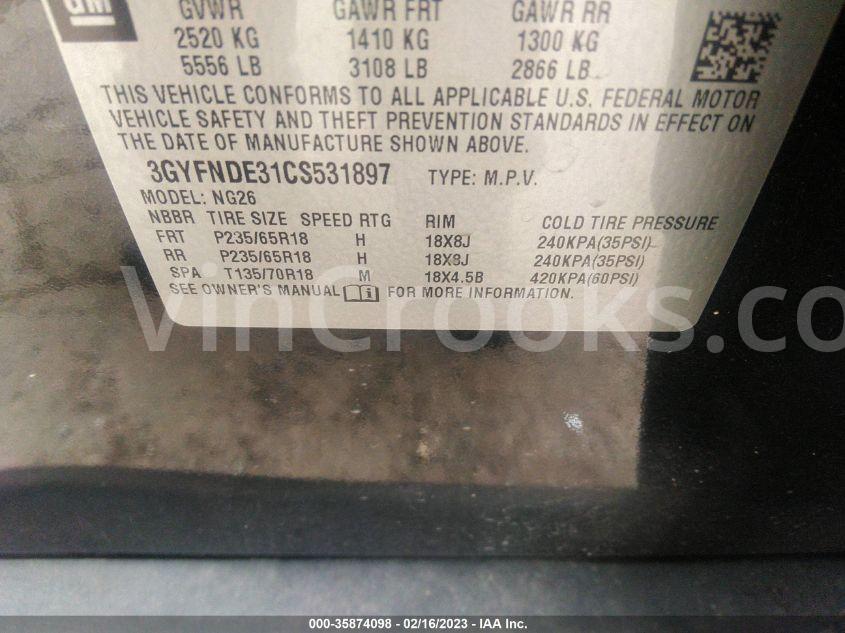 GM
GVWR GAWR FRT GAWR RR
2520 KG 1410 KG 1300 KG
5556 LB 3108 LB 2866 LB
THIS VEHICLE CONFORMS TO ALL APPLICABLE U.S. FEDERAL MOTOR
VEHICLE SAFETY AND THEFT PREVENTION STANDARDS IN EFFECT ON
THE DATE OF MANUFACTURE SHOWN ABOVE.
3GYFNDE31CS531897 TYPE: M.P.V.
MODEL: NG26
NBBR TIRE SIZE SPEED RTG RIM COLD TIRE PRESSURE
FRT P235/65R18 H 18X8J 240KPA(35PSI)
RR P235/65R18 H 18X8J 240KPA(35PSI)
SPA T135/70R18 M 18X4.5B 420KPA(60PSI)
SEE OWNER'S MANUAL FOR MORE INFORMATION.
VinCrooks.co
000-35874098 - 02/16/2023 - IAA Inc.